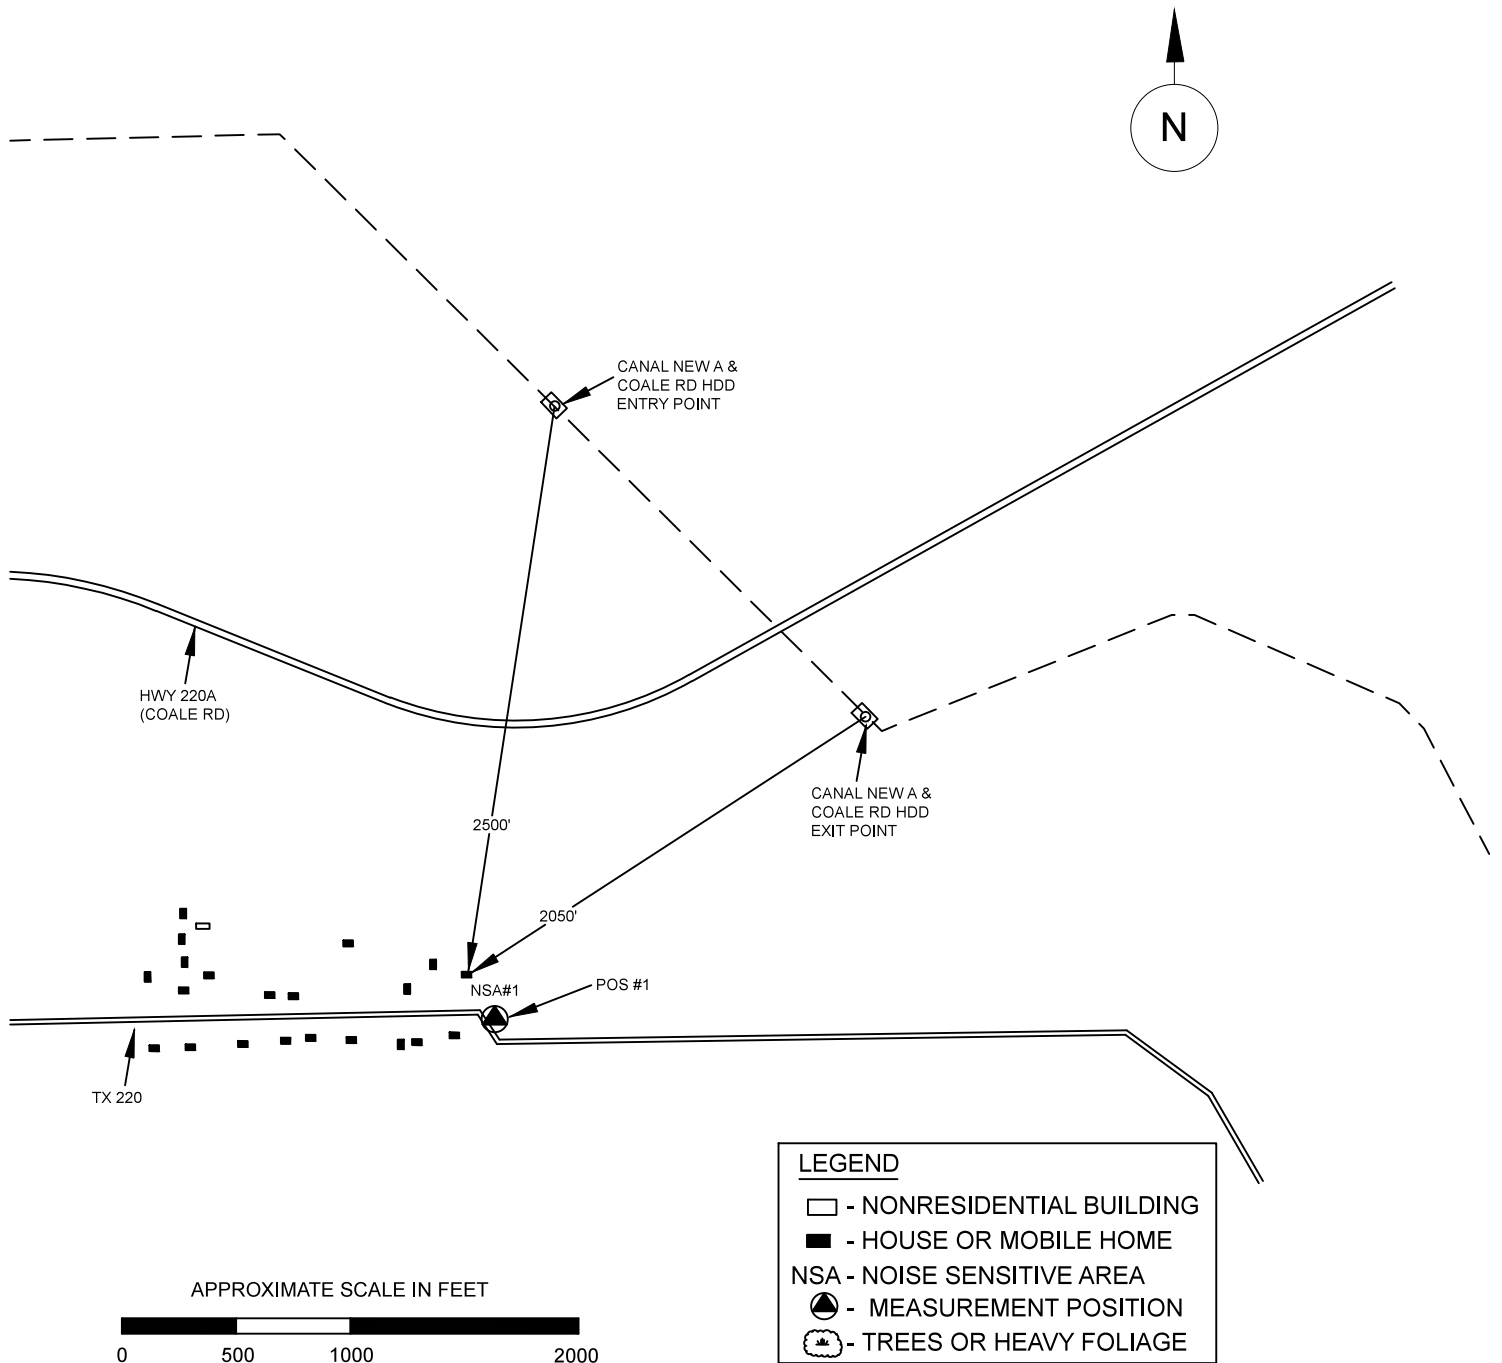 N
CANAL NEW A &
COALE RD HDD
ENTRY POINT
HWY 220A
(COALE RD)
CANAL NEW A &
COALE RD HDD
EXIT POINT
2500'
2050'
NSA#1
POS #1
TX 220
LEGEND
- NONRESIDENTIAL BUILDING
- HOUSE OR MOBILE HOME
NSA - NOISE SENSITIVE AREA
- MEASUREMENT POSITION
- TREES OR HEAVY FOLIAGE
APPROXIMATE SCALE IN FEET
0 500 1000 2000